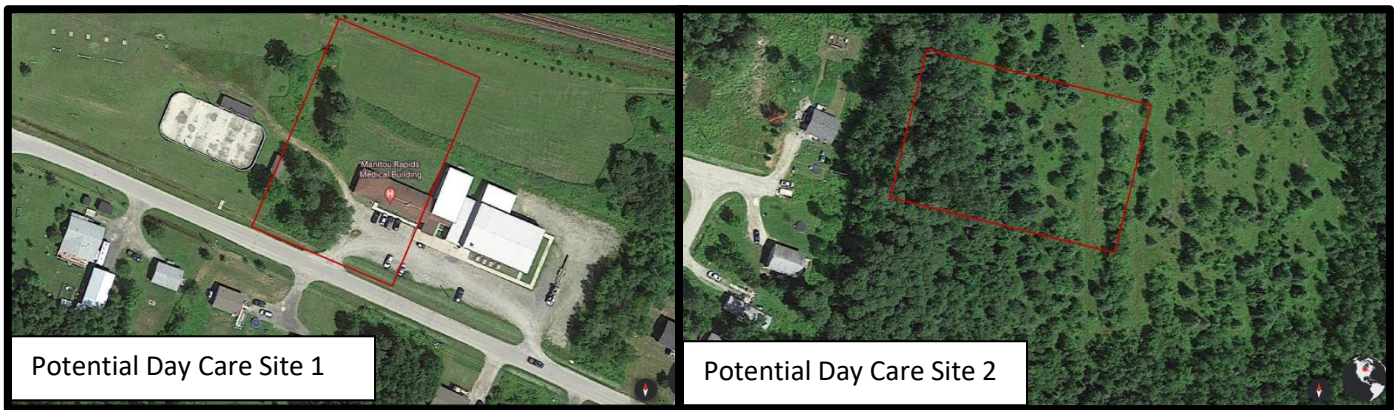 Manitou Rapids
Medical Building
H
Potential Day Care Site 1
Potential Day Care Site 2